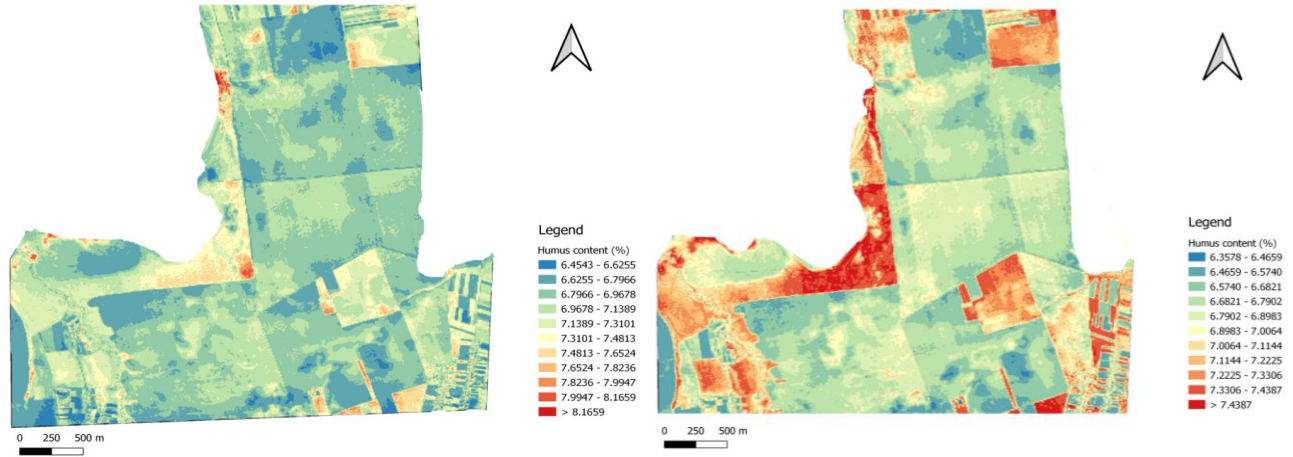 Legend
Humus content (%)
6.4543 - 6.6255
6.6255 - 6.7966
6.7966 - 6.9678
6.9678 - 7.1389
7.1389 - 7.3101
7.3101 - 7.4813
7.4813 - 7.6524
7.6524 - 7.8236
7.8236 - 7.9947
7.9947 - 8.1659
> 8.1659
0 250 500 m
Legend
Humus content (%)
6.3578 - 6.4659
6.4659 - 6.5740
6.5740 - 6.6821
6.6821 - 6.7902
6.7902 - 6.8983
6.8983 - 7.0064
7.0064 - 7.1144
7.1144 - 7.2225
7.2225 - 7.3306
7.3306 - 7.4387
> 7.4387
0 250 500 m